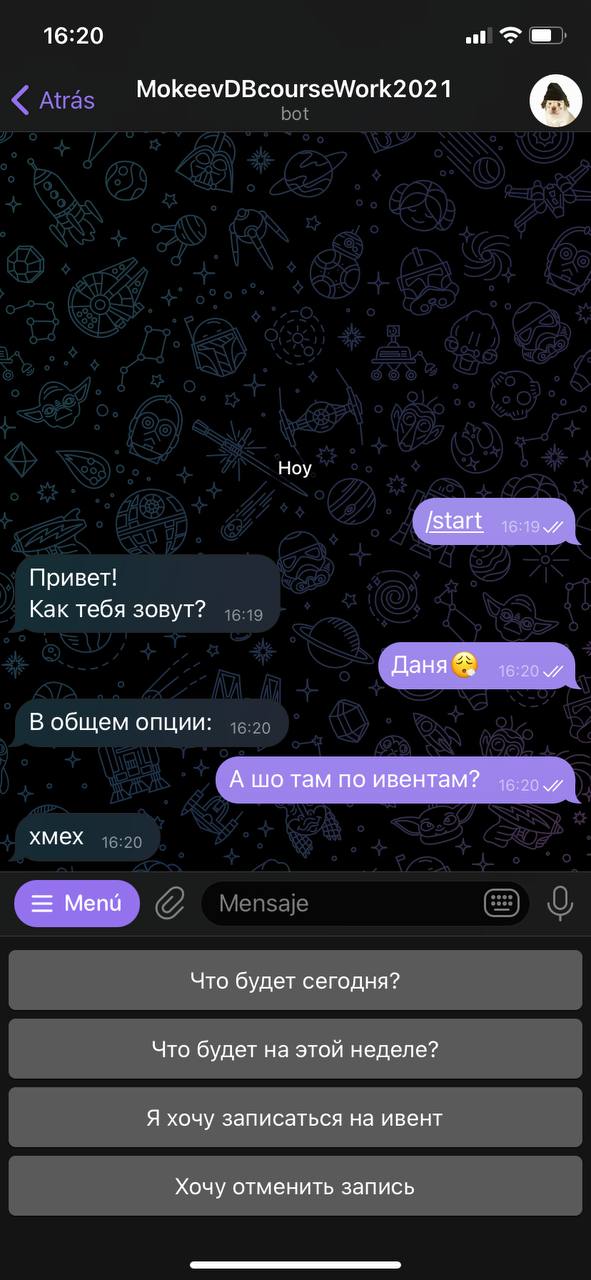 16:20
Atrás
MokeevDBcourseWork2021
bot
Hoy
/start 16:19
Привет!
Как тебя зовут? 16:19
Даня😮‍💨 16:20
В общем опции: 16:20
А шо там по ивентам? 16:20
хмех 16:20
Menú
Mensaje
Что будет сегодня?
Что будет на этой неделе?
Я хочу записаться на ивент
Хочу отменить запись